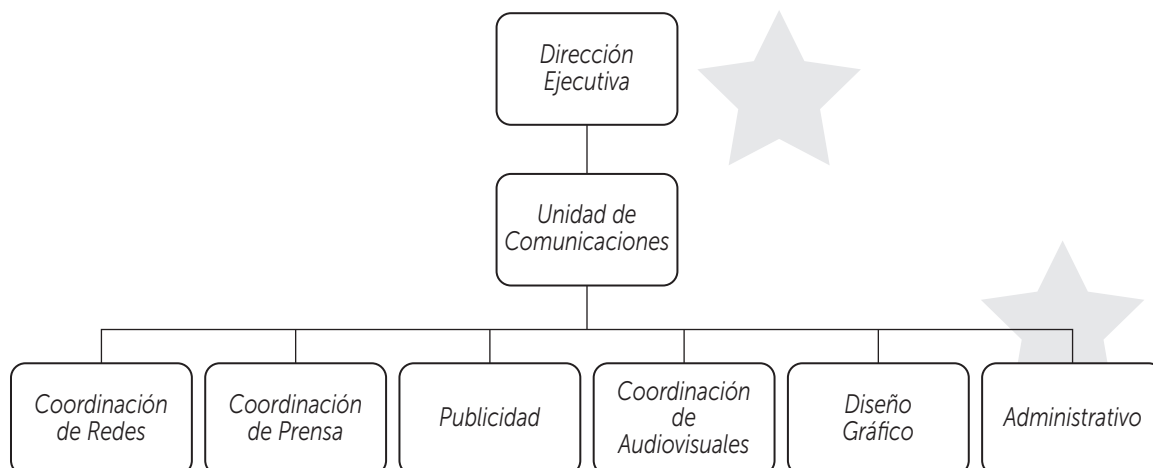 Dirección
Ejecutiva
Unidad de
Comunicaciones
Coordinación
de Redes
Coordinación
de Prensa
Publicidad
Coordinación
de
Audiovisuales
Diseño
Gráfico
Administrativo